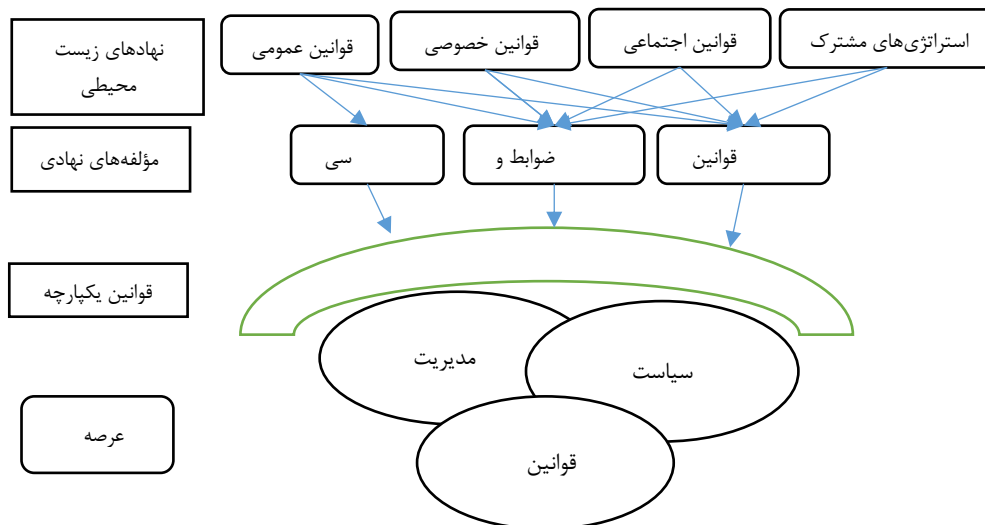 استراتژی‌های مشترک
قوانین اجتماعی
قوانین خصوصی
قوانین عمومی
نهادهای زیست
محیطی
قوانین
ضوابط و
سی
مؤلفه‌های نهادی
قوانین یکپارچه
مدیریت
سیاست
قوانین
عرصه